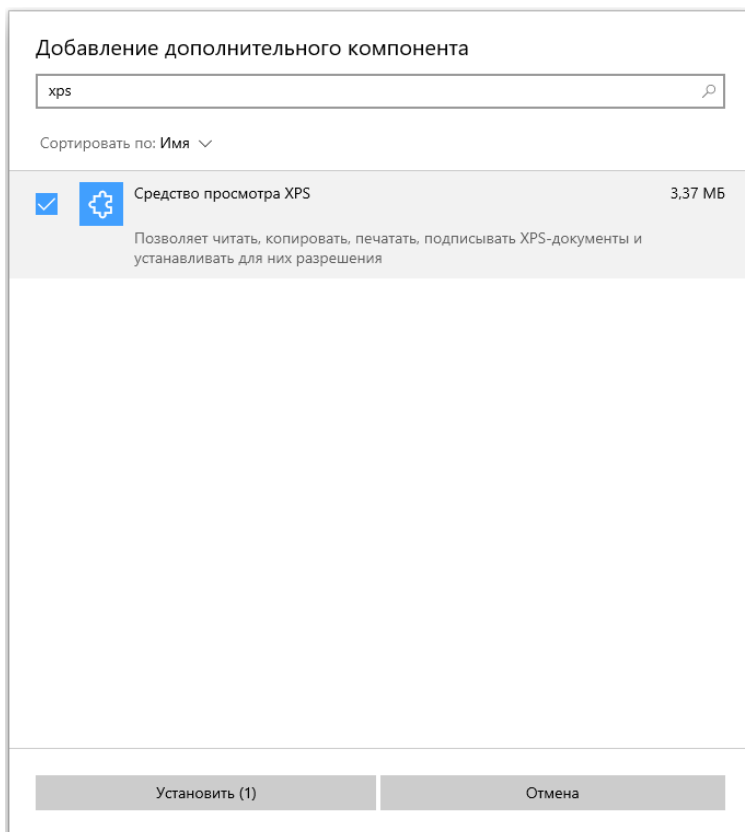 Добавление дополнительного компонента
xps
Сортировать по: Имя
Средство просмотра XPS 3,37 МБ
Позволяет читать, копировать, печатать, подписывать XPS-документы и
устанавливать для них разрешения
Установить (1) Отмена